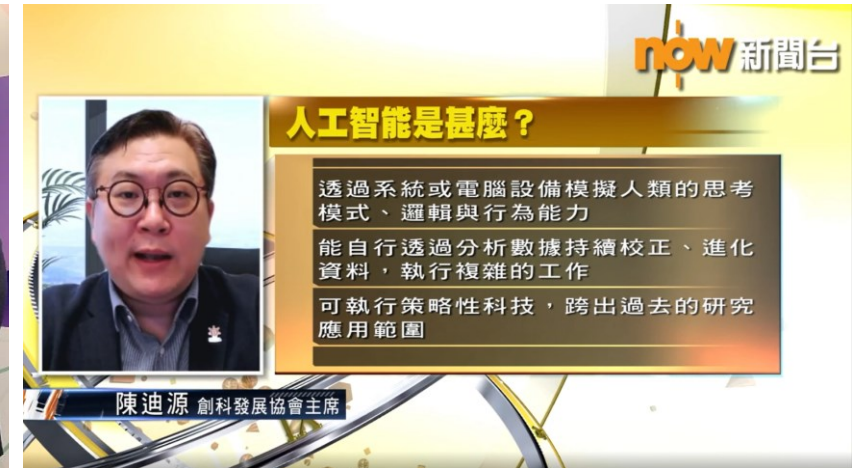 now 新聞台
人工智能是甚麼？
透過系統或電腦設備模擬人類的思考
模式、邏輯與行為能力
能自行透過分析數據持續校正、進化
資料，執行複雜的工作
可執行策略性科技，跨出過去的研究
應用範圍
陳迪源 創科發展協會主席